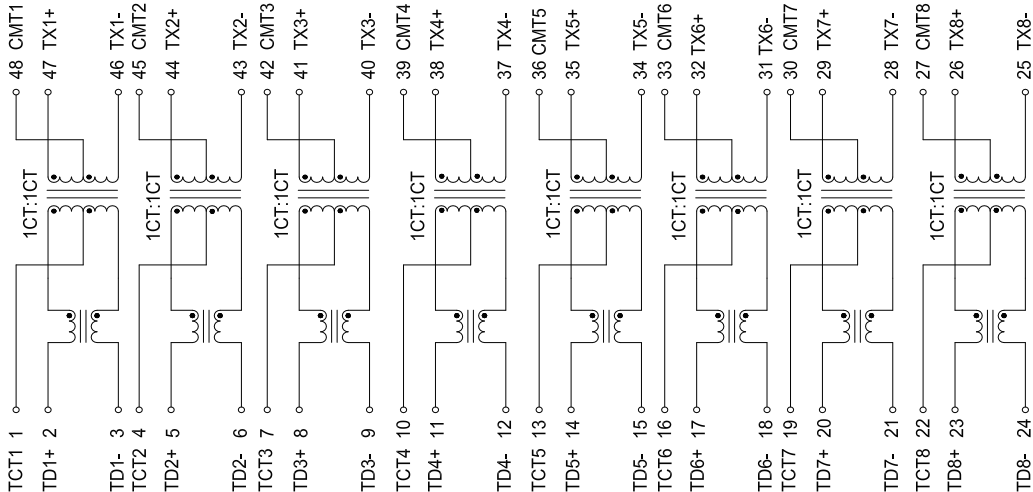 48 CMT1
47 TX1+
46 TX1-
45 CMT2
44 TX2+
43 TX2-
42 CMT3
41 TX3+
40 TX3-
39 CMT4
38 TX4+
37 TX4-
36 CMT5
35 TX5+
34 TX5-
33 CMT6
32 TX6+
31 TX6-
30 CMT7
29 TX7+
28 TX7-
27 CMT8
26 TX8+
25 TX8-
1CT:1CT
1CT:1CT
1CT:1CT
1CT:1CT
1CT:1CT
1CT:1CT
1CT:1CT
1CT:1CT
TCT1 1
TD1+ 2
TD1- 3
TCT2 4
TD2+ 5
TD2- 6
TCT3 7
TD3+ 8
TD3- 9
TCT4 10
TD4+ 11
TD4- 12
TCT5 13
TD5+ 14
TD5- 15
TCT6 16
TD6+ 17
TD6- 18
TCT7 19
TD7+ 20
TD7- 21
TCT8 22
TD8+ 23
TD8- 24